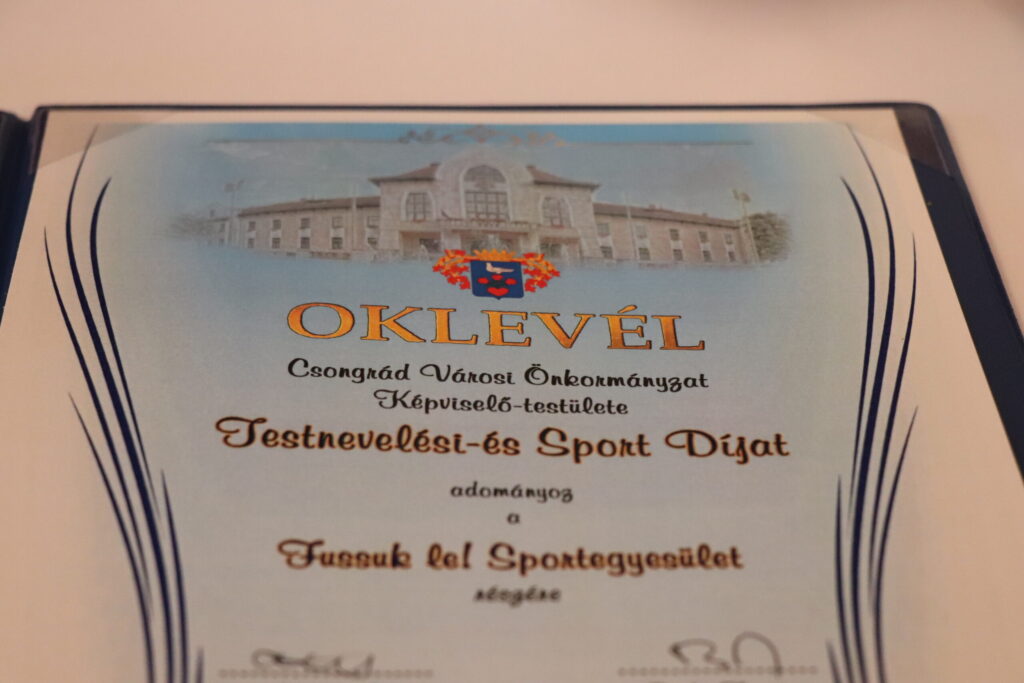 OKLEVÉL
Csongrád Városi Önkormányzat
Képviselő-testülete
Testnevelési-és Sport Díjat
adományoz
a
Fussuk le! Sportegyesület
részére